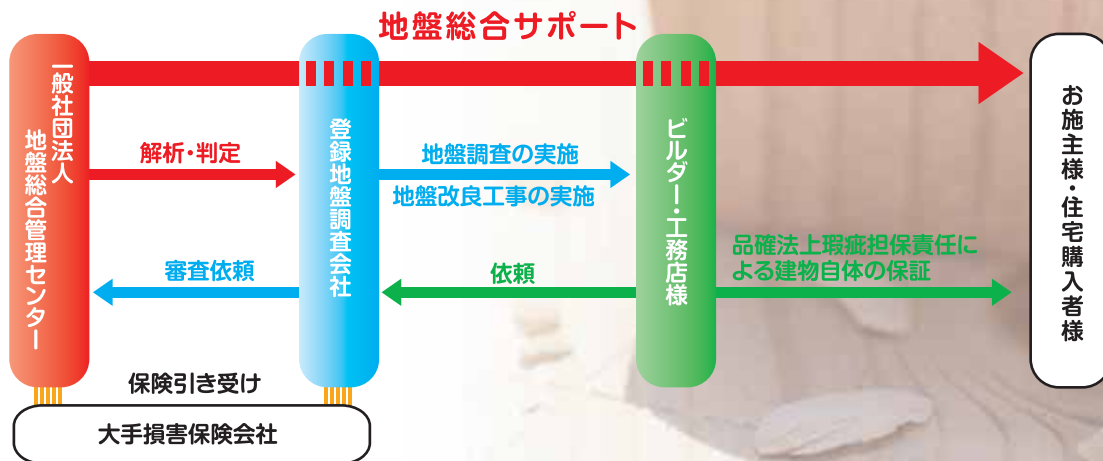 地盤総合サポート
一般社団法人
地盤総合管理センター
解析・判定
審査依頼
登録地盤調査会社
地盤調査の実施
地盤改良工事の実施
依頼
ビルダー・工務店様
品確法上瑕疵担保責任に
よる建物自体の保証
お施主様・住宅購入者様
保険引き受け
大手損害保険会社